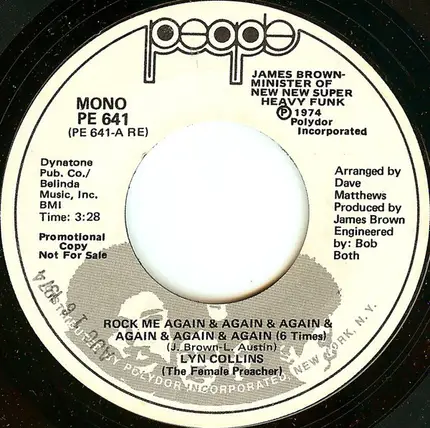 people
JAMES BROWN-
MINISTER OF
NEW NEW SUPER
HEAVY FUNK
Ⓟ 1974
Polydor
Incorporated
MONO
PE 641
(PE 641-A RE)
Dynatone
Pub. Co./
Belinda
Music, Inc.
BMI
Time: 3:28
Promotional
Copy
Not For Sale
Arranged by
Dave
Matthews
Produced by
James Brown
Engineered
by: Bob
Both
AUG 16 1974
ROCK ME AGAIN & AGAIN & AGAIN &
AGAIN & AGAIN & AGAIN (6 Times)
(J. Brown-L. Austin)
LYN COLLINS
(The Female Preacher)
POLYDOR INCORPORATED, NEW YORK, N.Y.